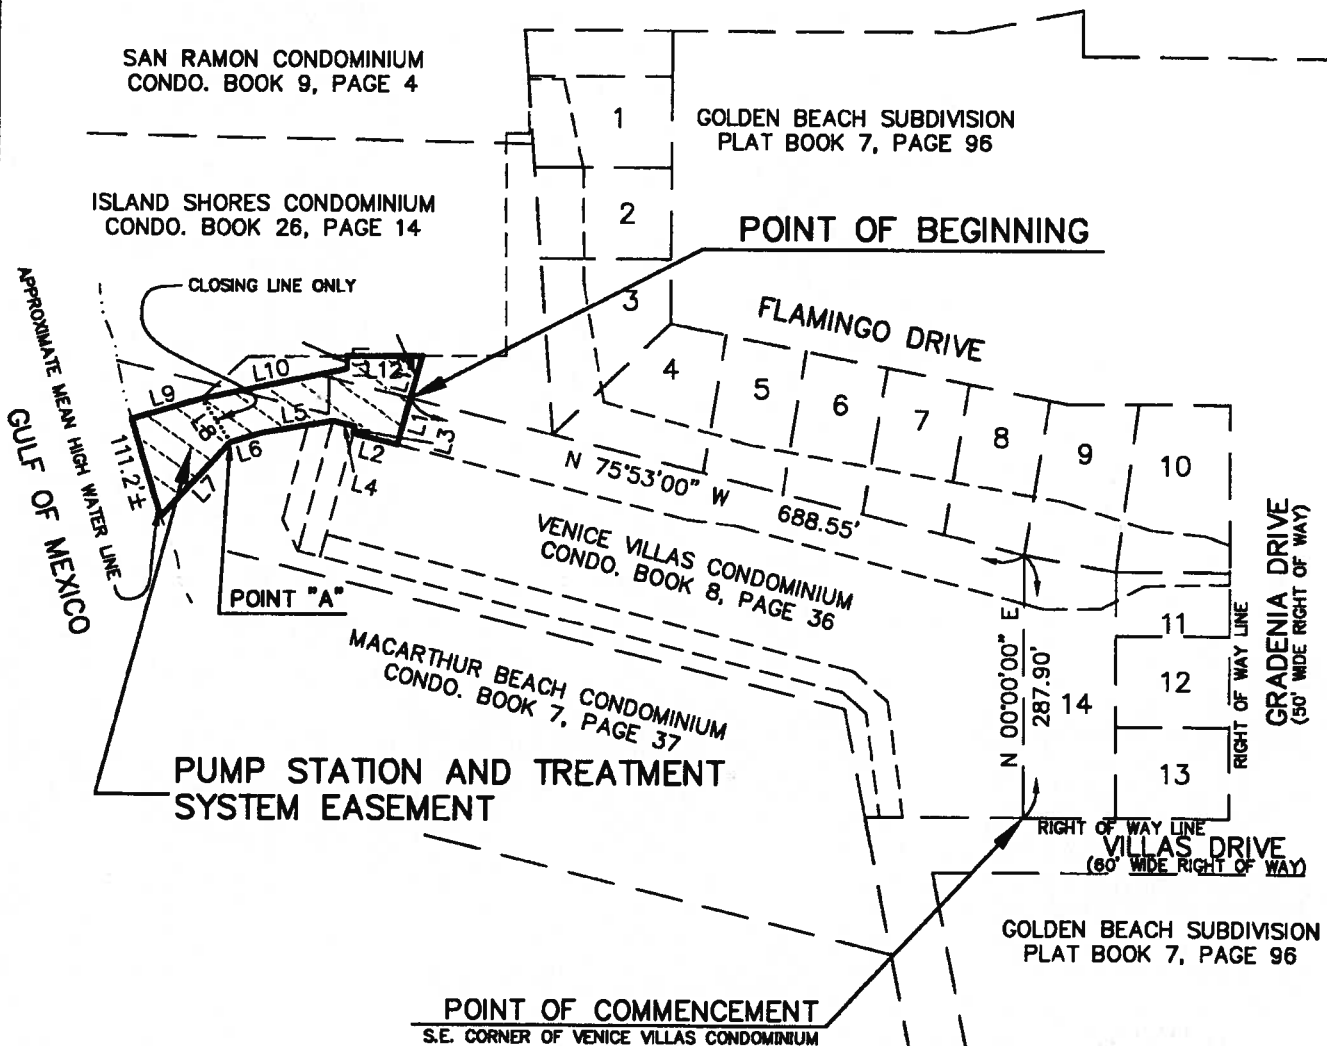 SAN RAMON CONDOMINIUM
CONDO. BOOK 9, PAGE 4
GOLDEN BEACH SUBDIVISION
PLAT BOOK 7, PAGE 96
1
ISLAND SHORES CONDOMINIUM
CONDO. BOOK 26, PAGE 14
2
POINT OF BEGINNING
CLOSING LINE ONLY
3
FLAMINGO DRIVE
APPROXIMATE MEAN HIGH WATER LINE
GULF OF MEXICO
111.2'±
L9
L10
L12
L8
L5
L1
L3
L6
L2
L7
L4
4
5
6
7
8
9
10
N 75°53'00" W
688.55'
VENICE VILLAS CONDOMINIUM
CONDO. BOOK 8, PAGE 36
POINT "A"
MACARTHUR BEACH CONDOMINIUM
CONDO. BOOK 7, PAGE 37
N 00°00'00" E
287.90'
11
12
13
14
RIGHT OF WAY LINE
GRADENIA DRIVE
(50' WIDE RIGHT OF WAY)
PUMP STATION AND TREATMENT
SYSTEM EASEMENT
RIGHT OF WAY LINE
VILLAS DRIVE
(60' WIDE RIGHT OF WAY)
GOLDEN BEACH SUBDIVISION
PLAT BOOK 7, PAGE 96
POINT OF COMMENCEMENT
S.E. CORNER OF VENICE VILLAS CONDOMINIUM